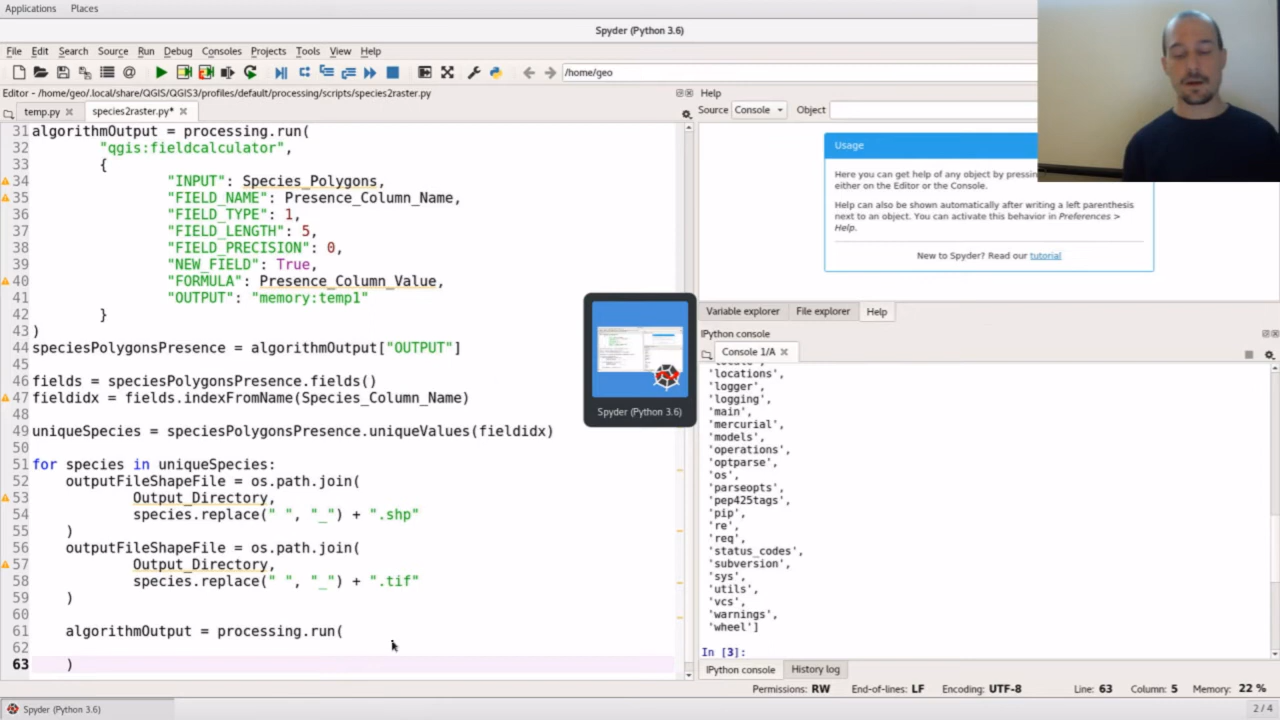 Applications Places
Spyder (Python 3.6)
File Edit Search Source Run Debug Consoles Projects Tools View Help
/home/geo
Editor - /home/geo/.local/share/QGIS/QGIS3/profiles/default/processing/scripts/species2raster.py
temp.py
species2raster.py*
31 algorithmOutput = processing.run(
32 "qgis:fieldcalculator",
33 {
34 "INPUT": Species_Polygons,
35 "FIELD_NAME": Presence_Column_Name,
36 "FIELD_TYPE": 1,
37 "FIELD_LENGTH": 5,
38 "FIELD_PRECISION": 0,
39 "NEW_FIELD": True,
40 "FORMULA": Presence_Column_Value,
41 "OUTPUT": "memory:temp1"
42 }
43 )
44 speciesPolygonsPresence = algorithmOutput["OUTPUT"]
45
46 fields = speciesPolygonsPresence.fields()
47 fieldidx = fields.indexFromName(Species_Column_Name)
48
49 uniqueSpecies = speciesPolygonsPresence.uniqueValues(fieldidx)
50
51 for species in uniqueSpecies:
52 outputFileShapeFile = os.path.join(
53 Output_Directory,
54 species.replace(" ", "_") + ".shp"
55 )
56 outputFileShapeFile = os.path.join(
57 Output_Directory,
58 species.replace(" ", "_") + ".tif"
59 )
60
61 algorithmOutput = processing.run(
62
63 )
Spyder (Python 3.6)
Help
Source Console Object
Usage
Here you can get help of any object by pressin
either on the Editor or the Console.
Help can also be shown automatically after writing a left parenthesis
next to an object. You can activate this behavior in Preferences >
Help.
New to Spyder? Read our tutorial
Variable explorer File explorer Help
IPython console
Console 1/A
'locations',
'logger',
'logging',
'main',
'mercurial',
'models',
'operations',
'optparse',
'os',
'parseopts',
'pep425tags',
'pip',
're',
'req',
'status_codes',
'subversion',
'sys',
'utils',
'vcs',
'warnings',
'wheel']
In [3]:
IPython console History log
Permissions: RW End-of-lines: LF Encoding: UTF-8 Line: 63 Column: 5 Memory: 22 %
Spyder (Python 3.6)
2 / 4